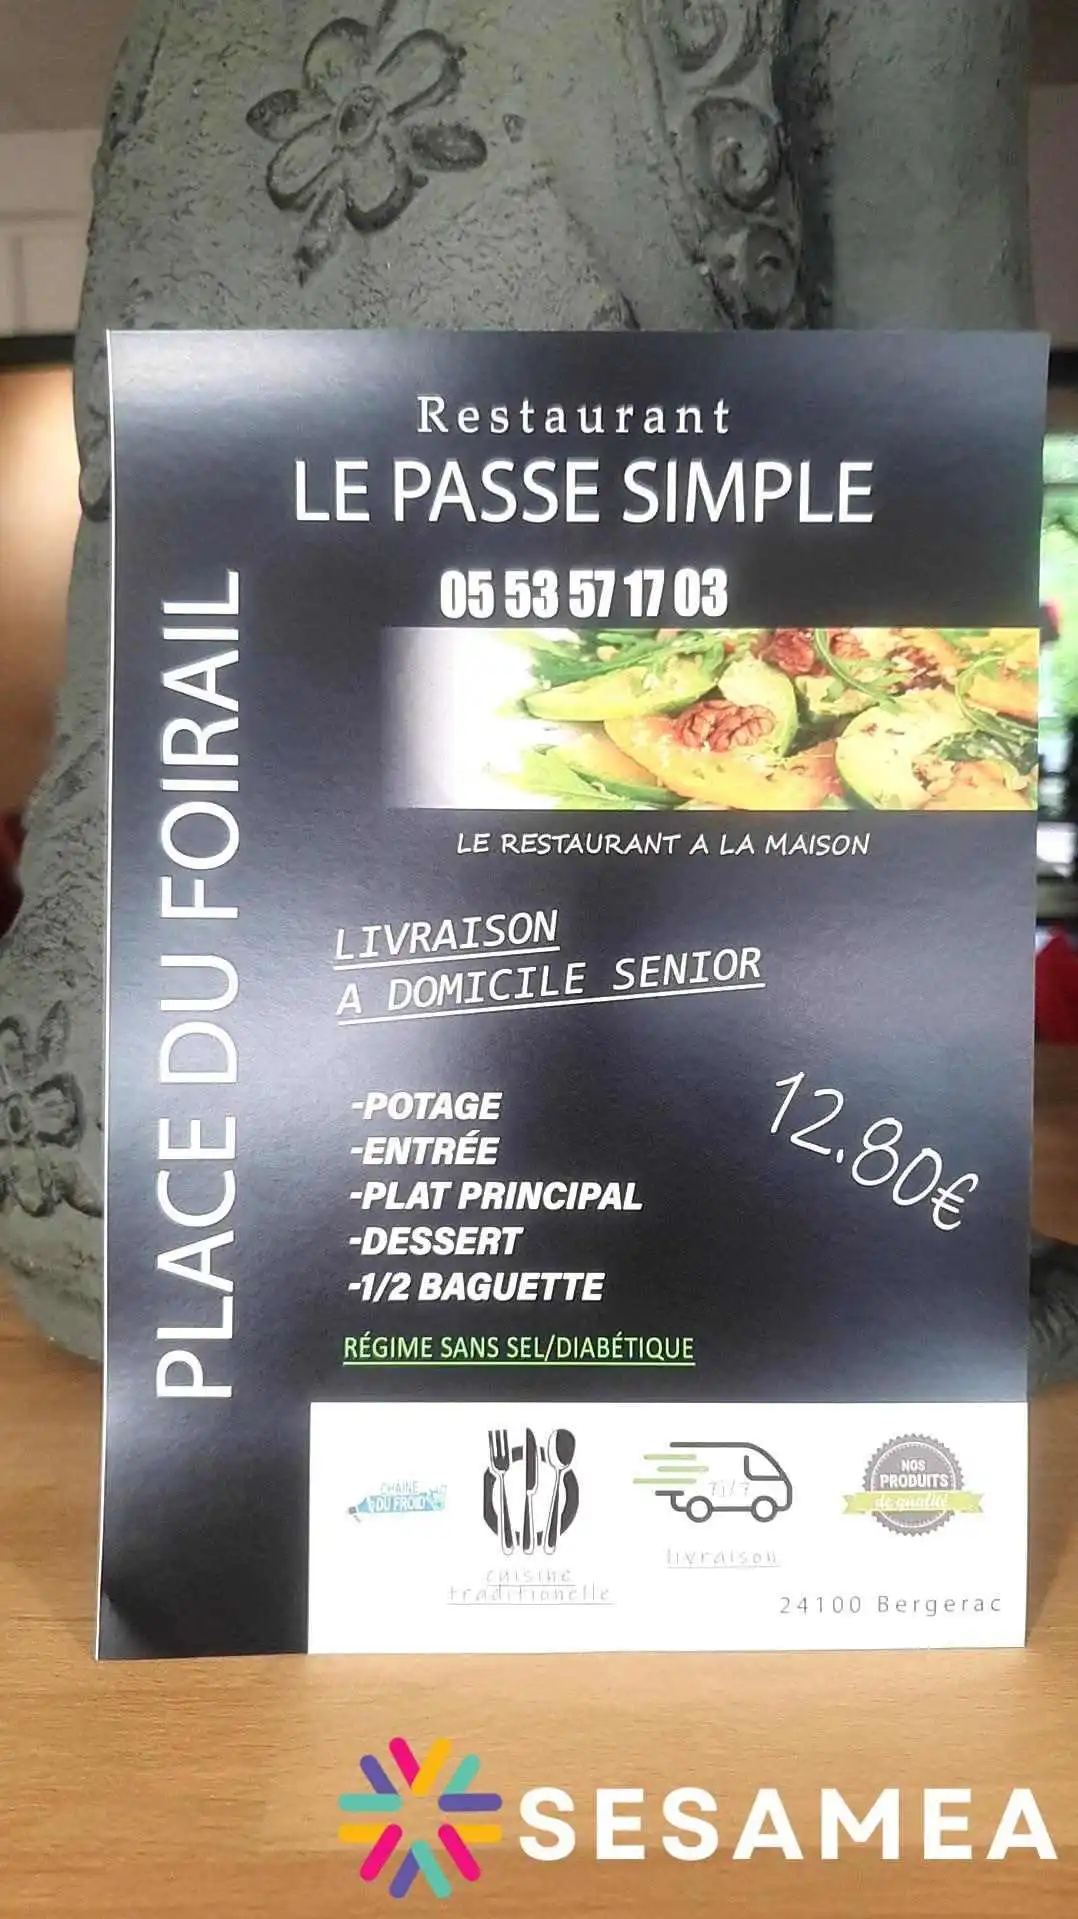 Restaurant
LE PASSE SIMPLE
05 53 57 17 03
PLACE DU FOIRAIL
LE RESTAURANT A LA MAISON
LIVRAISON
A DOMICILE SENIOR
-POTAGE
-ENTRÉE
-PLAT PRINCIPAL
-DESSERT
-1/2 BAGUETTE
12.80€
RÉGIME SANS SEL/DIABÉTIQUE
CHAINE
DU FROID
cuisine
traditionelle
7j/7
livraison
NOS
PRODUITS
de qualité
24100 Bergerac
SESAMEA